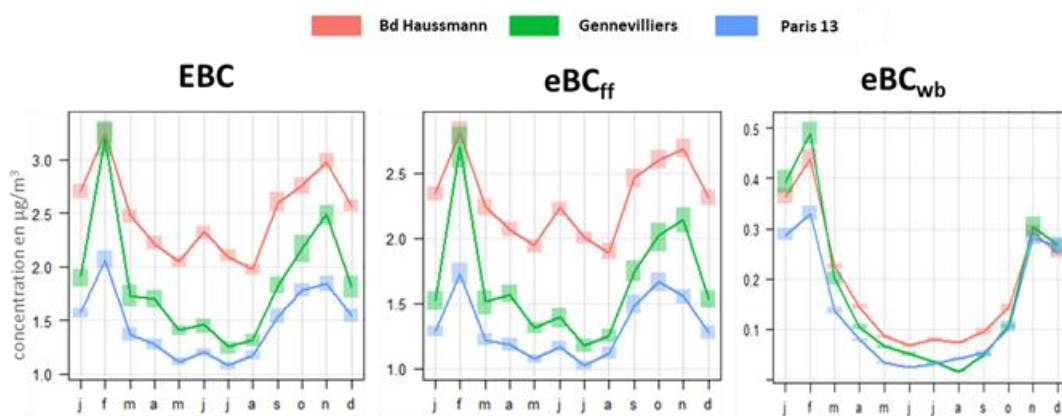 Bd Haussmann Gennevilliers Paris 13
EBC eBCff eBCwb
concentration en µg/m³
3.0
2.5
2.0
1.5
1.0
j f m a m j j a s o n d
2.5
2.0
1.5
1.0
j f m a m j j a s o n d
0.5
0.4
0.3
0.2
0.1
j f m a m j j a s o n d